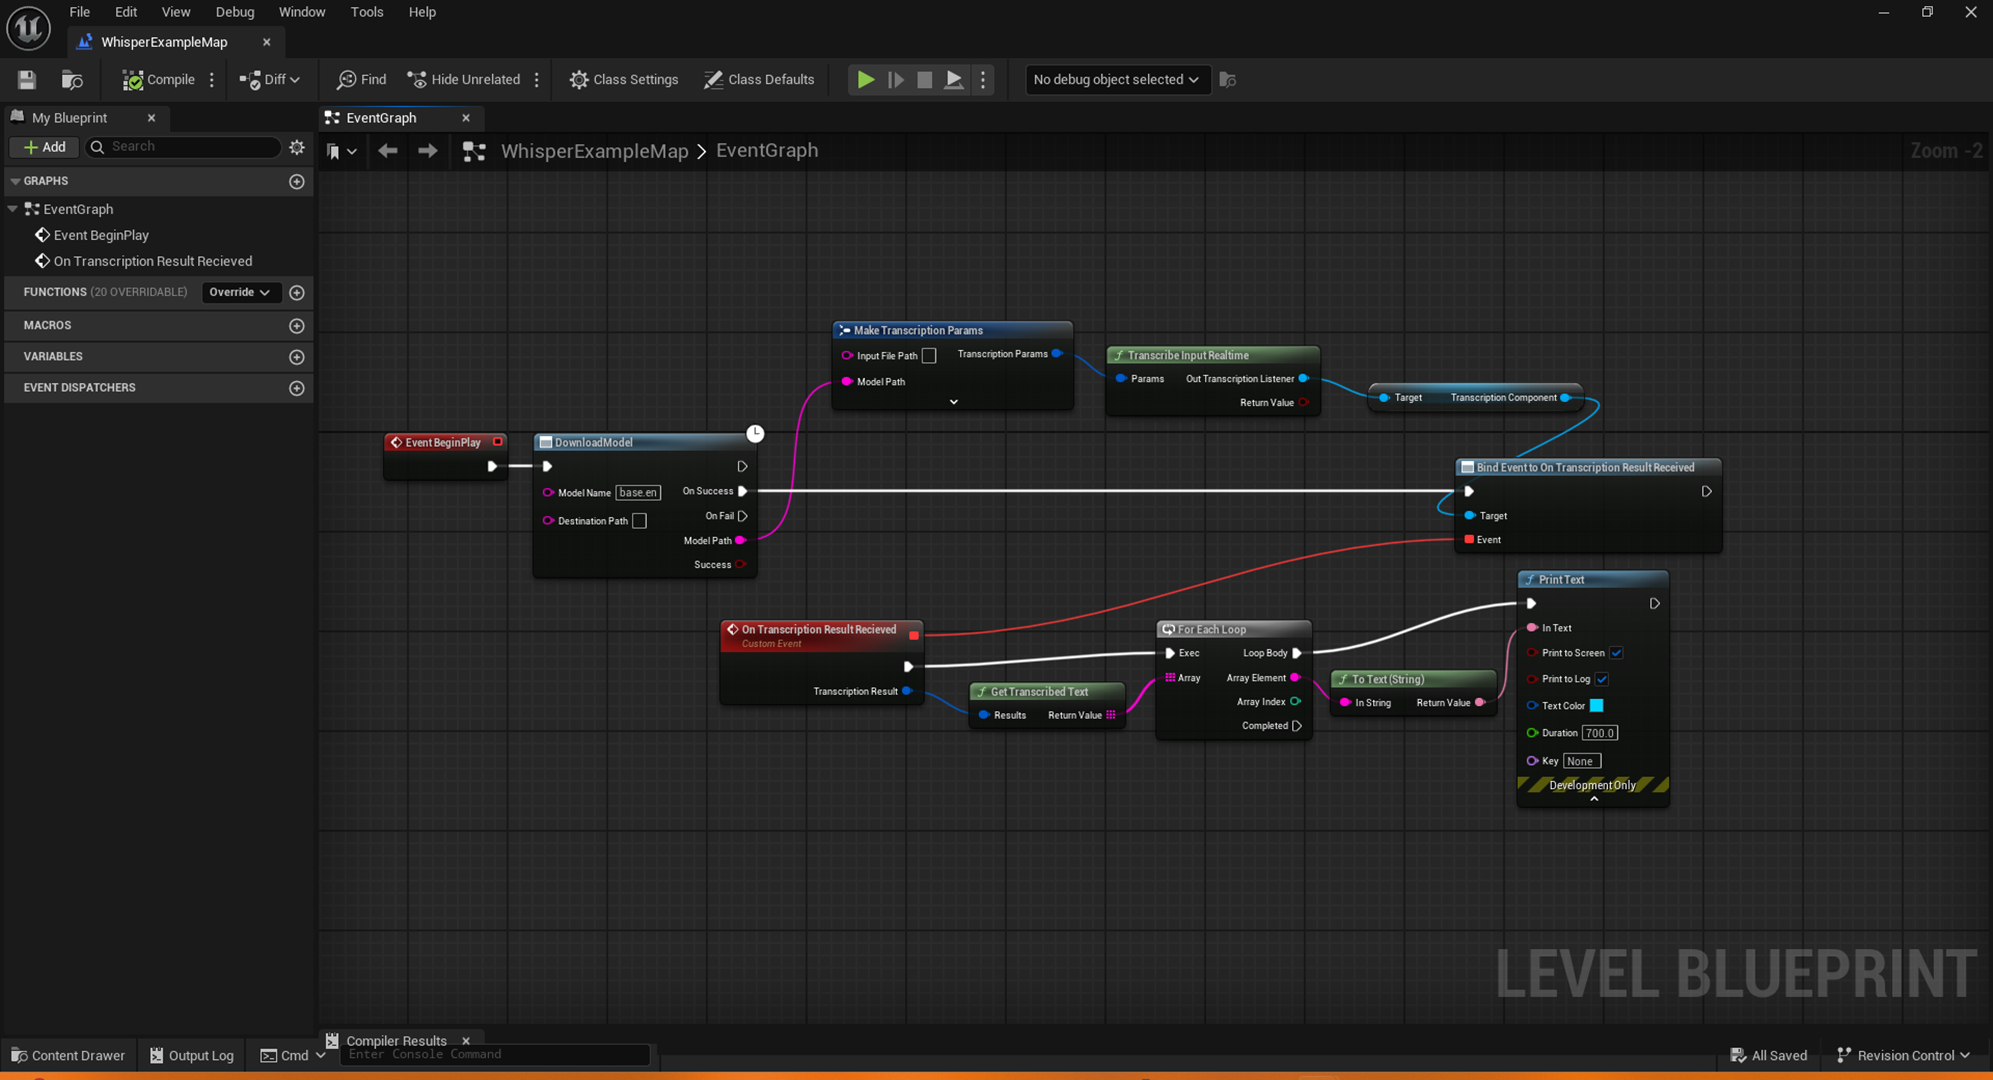 File Edit View Debug Window Tools Help
WhisperExampleMap
Compile Diff Find Hide Unrelated Class Settings Class Defaults No debug object selected
My Blueprint
EventGraph
Add Search
WhisperExampleMap > EventGraph
Zoom -2
GRAPHS
EventGraph
Event BeginPlay
On Transcription Result Recieved
FUNCTIONS (20 OVERRIDABLE) Override
MACROS
VARIABLES
EVENT DISPATCHERS
Make Transcription Params
Input File Path Transcription Params
Model Path
Transcribe Input Realtime
Params Out Transcription Listener
Return Value
Target Transcription Component
Event BeginPlay
DownloadModel
Model Name base.en On Success
On Fail
Destination Path
Model Path
Success
Bind Event to On Transcription Result Received
Target
Event
On Transcription Result Recieved
Custom Event
Transcription Result
Get Transcribed Text
Results Return Value
For Each Loop
Exec Loop Body
Array Array Element
Array Index
Completed
To Text (String)
In String Return Value
Print Text
In Text
Print to Screen
Print to Log
Text Color
Duration 700.0
Key None
Development Only
LEVEL BLUEPRINT
Compiler Results
Content Drawer Output Log Cmd Enter Console Command All Saved Revision Control